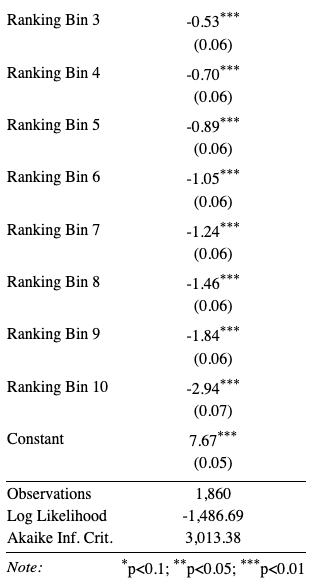 Ranking Bin 3 -0.53***
(0.06)
Ranking Bin 4 -0.70***
(0.06)
Ranking Bin 5 -0.89***
(0.06)
Ranking Bin 6 -1.05***
(0.06)
Ranking Bin 7 -1.24***
(0.06)
Ranking Bin 8 -1.46***
(0.06)
Ranking Bin 9 -1.84***
(0.06)
Ranking Bin 10 -2.94***
(0.07)
Constant 7.67***
(0.05)
Observations 1,860
Log Likelihood -1,486.69
Akaike Inf. Crit. 3,013.38
Note: *p<0.1; **p<0.05; ***p<0.01